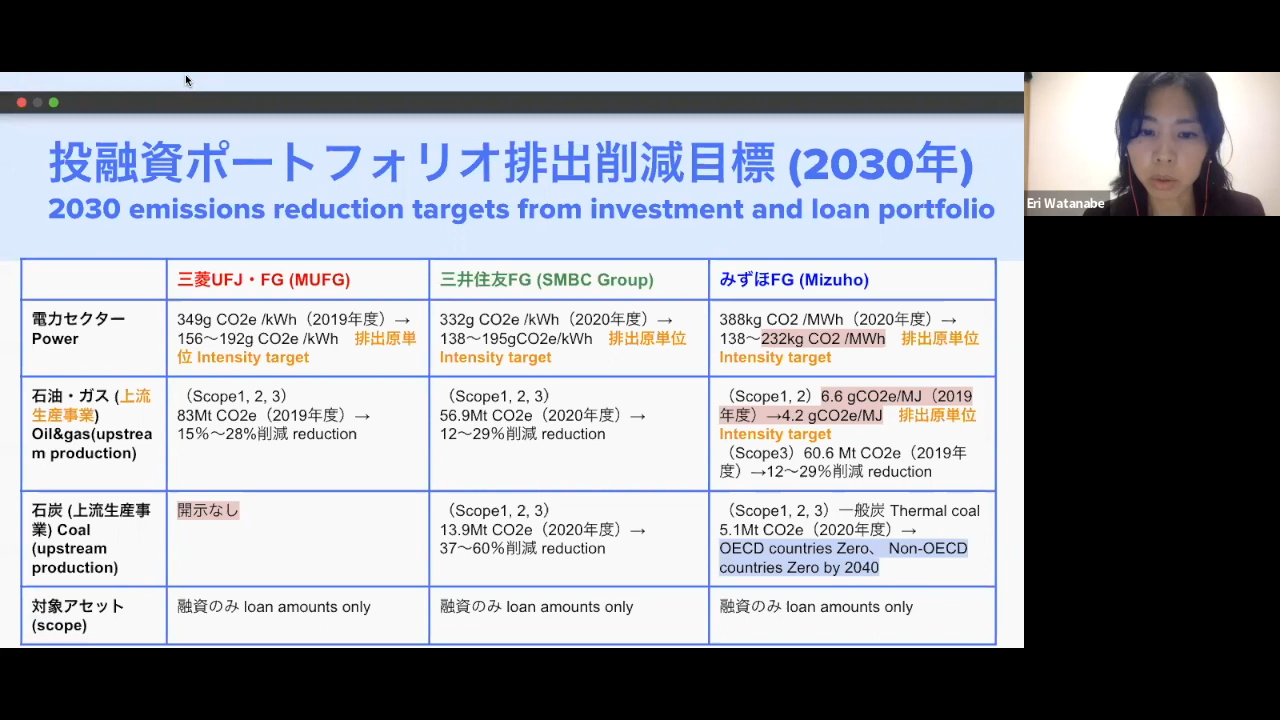 投融資ポートフォリオ排出削減目標 (2030年)
2030 emissions reduction targets from investment and loan portfolio
Eri Watanabe
三菱UFJ・FG (MUFG)
三井住友FG (SMBC Group)
みずほFG (Mizuho)
電力セクター
Power
349g CO2e /kWh（2019年度）→
156～192g CO2e /kWh　排出原単
位 Intensity target
332g CO2e /kWh（2020年度）→
138～195gCO2e/kWh　排出原単位
Intensity target
388kg CO2 /MWh（2020年度）→
138～232kg CO2 /MWh　排出原単位
Intensity target
石油・ガス (上流
生産事業)
Oil&gas(upstrea
m production)
（Scope1, 2, 3）
83Mt CO2e（2019年度）→
15%～28%削減 reduction
（Scope1, 2, 3）
56.9Mt CO2e（2020年度）→
12～29%削減 reduction
（Scope1, 2）6.6 gCO2e/MJ（2019
年度）→4.2 gCO2e/MJ　排出原単位
Intensity target
（Scope3）60.6 Mt CO2e（2019年
度）→12～29%削減 reduction
石炭 (上流生産事
業) Coal
(upstream
production)
開示なし
（Scope1, 2, 3）
13.9Mt CO2e（2020年度）→
37～60%削減 reduction
（Scope1, 2, 3）一般炭 Thermal coal
5.1Mt CO2e（2020年度）→
OECD countries Zero、 Non-OECD
countries Zero by 2040
対象アセット
(scope)
融資のみ loan amounts only
融資のみ loan amounts only
融資のみ loan amounts only